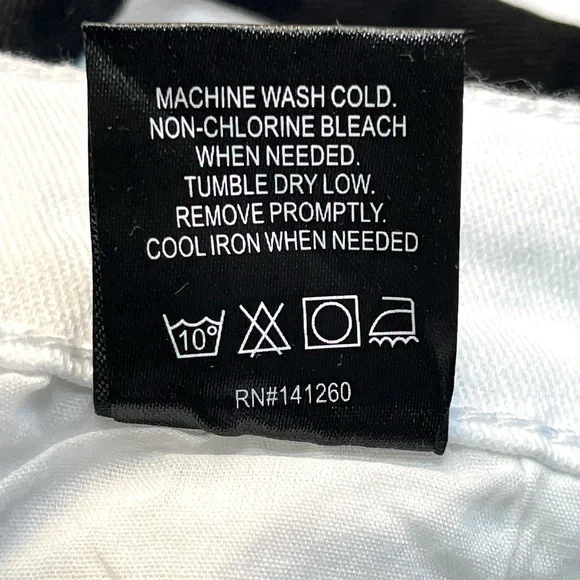 MACHINE WASH COLD.
NON-CHLORINE BLEACH
WHEN NEEDED.
TUMBLE DRY LOW.
REMOVE PROMPTLY.
COOL IRON WHEN NEEDED
10°
RN#141260